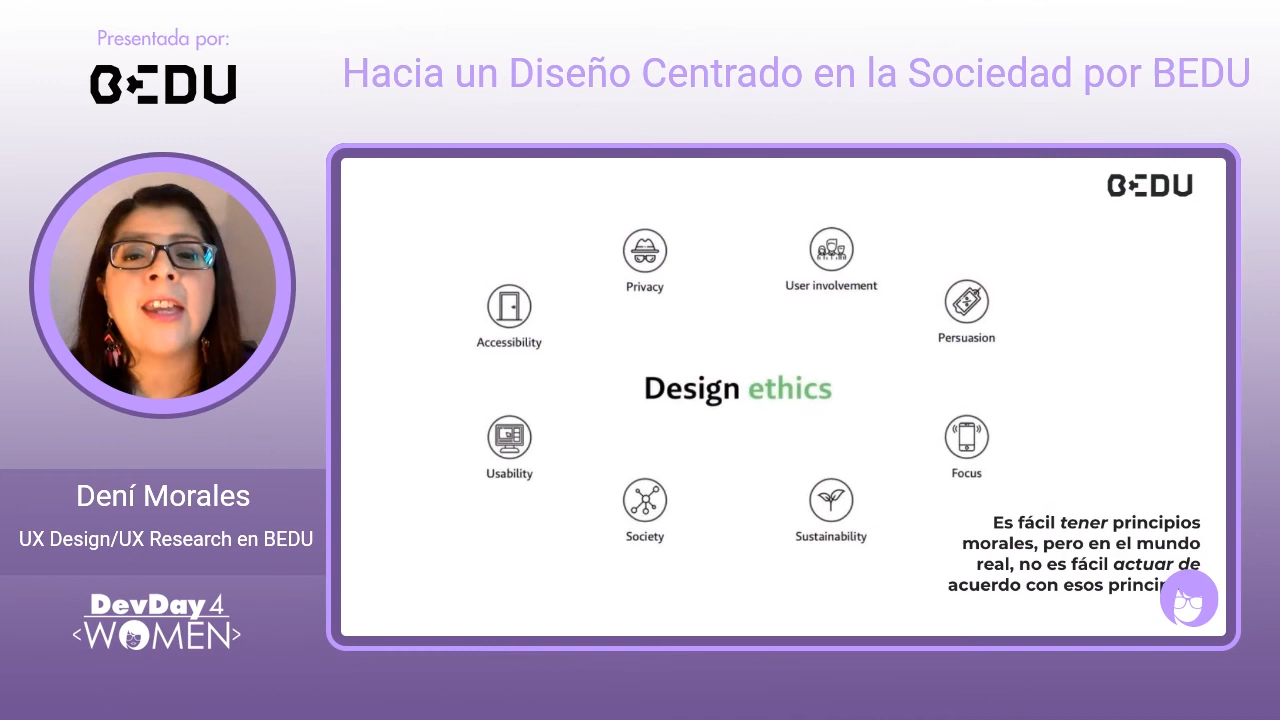 Presentada por:
BEDU
Hacia un Diseño Centrado en la Sociedad por BEDU
BEDU
Privacy
User involvement
Accessibility
Persuasion
Design ethics
Usability
Focus
Society
Sustainability
Es fácil tener principios
morales, pero en el mundo
real, no es fácil actuar de
acuerdo con esos
Dení Morales
UX Design/UX Research en BEDU
DevDay 4
<WOMEN>